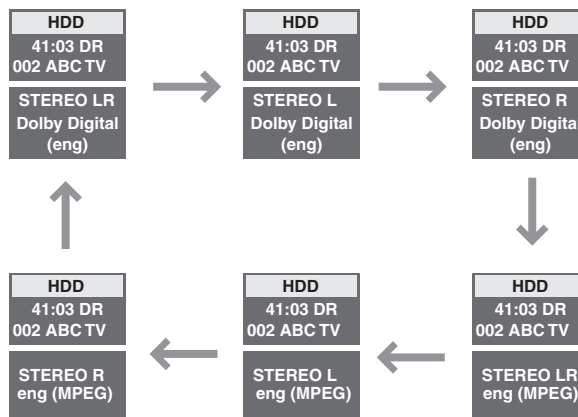 HDD
41:03 DR
002 ABC TV
STEREO LR
Dolby Digital
(eng)
HDD
41:03 DR
002 ABC TV
STEREO L
Dolby Digital
(eng)
HDD
41:03 DR
002 ABC TV
STEREO R
Dolby Digital
(eng)
HDD
41:03 DR
002 ABC TV
STEREO R
eng (MPEG)
HDD
41:03 DR
002 ABC TV
STEREO L
eng (MPEG)
HDD
41:03 DR
002 ABC TV
STEREO LR
eng (MPEG)